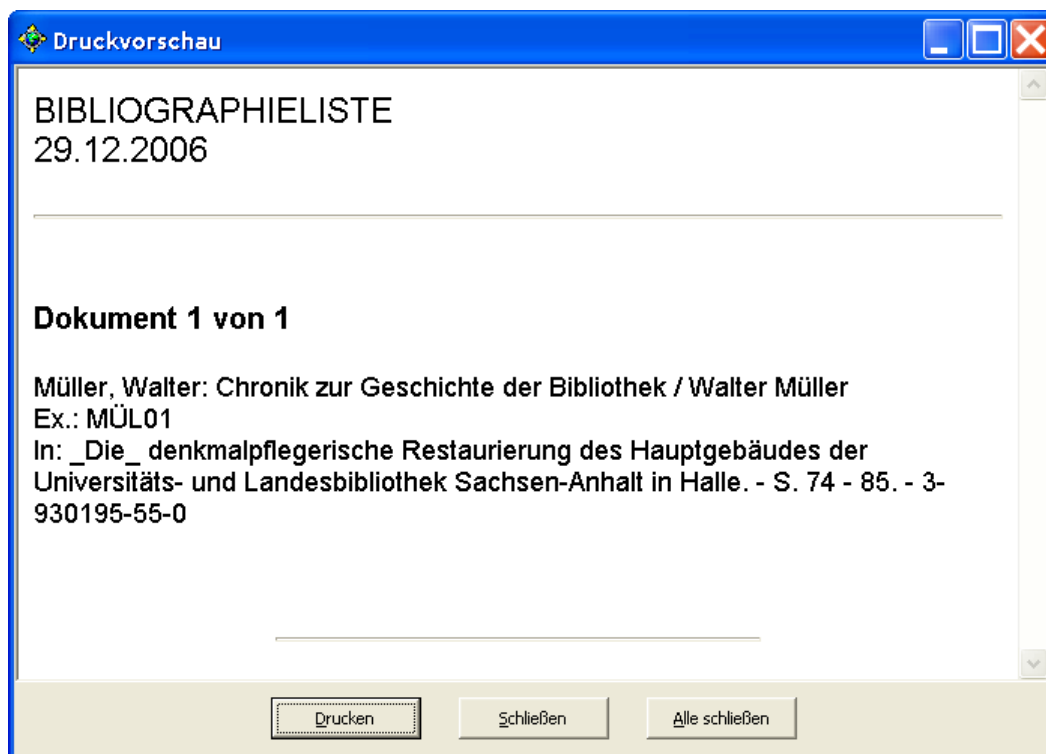 Druckvorschau
BIBLIOGRAPHIELISTE
29.12.2006
Dokument 1 von 1
Müller, Walter: Chronik zur Geschichte der Bibliothek / Walter Müller
Ex.: MÜL01
In: _Die_ denkmalpflegerische Restaurierung des Hauptgebäudes der
Universitäts- und Landesbibliothek Sachsen-Anhalt in Halle. - S. 74 - 85. - 3-
930195-55-0
Drucken Schließen Alle schließen